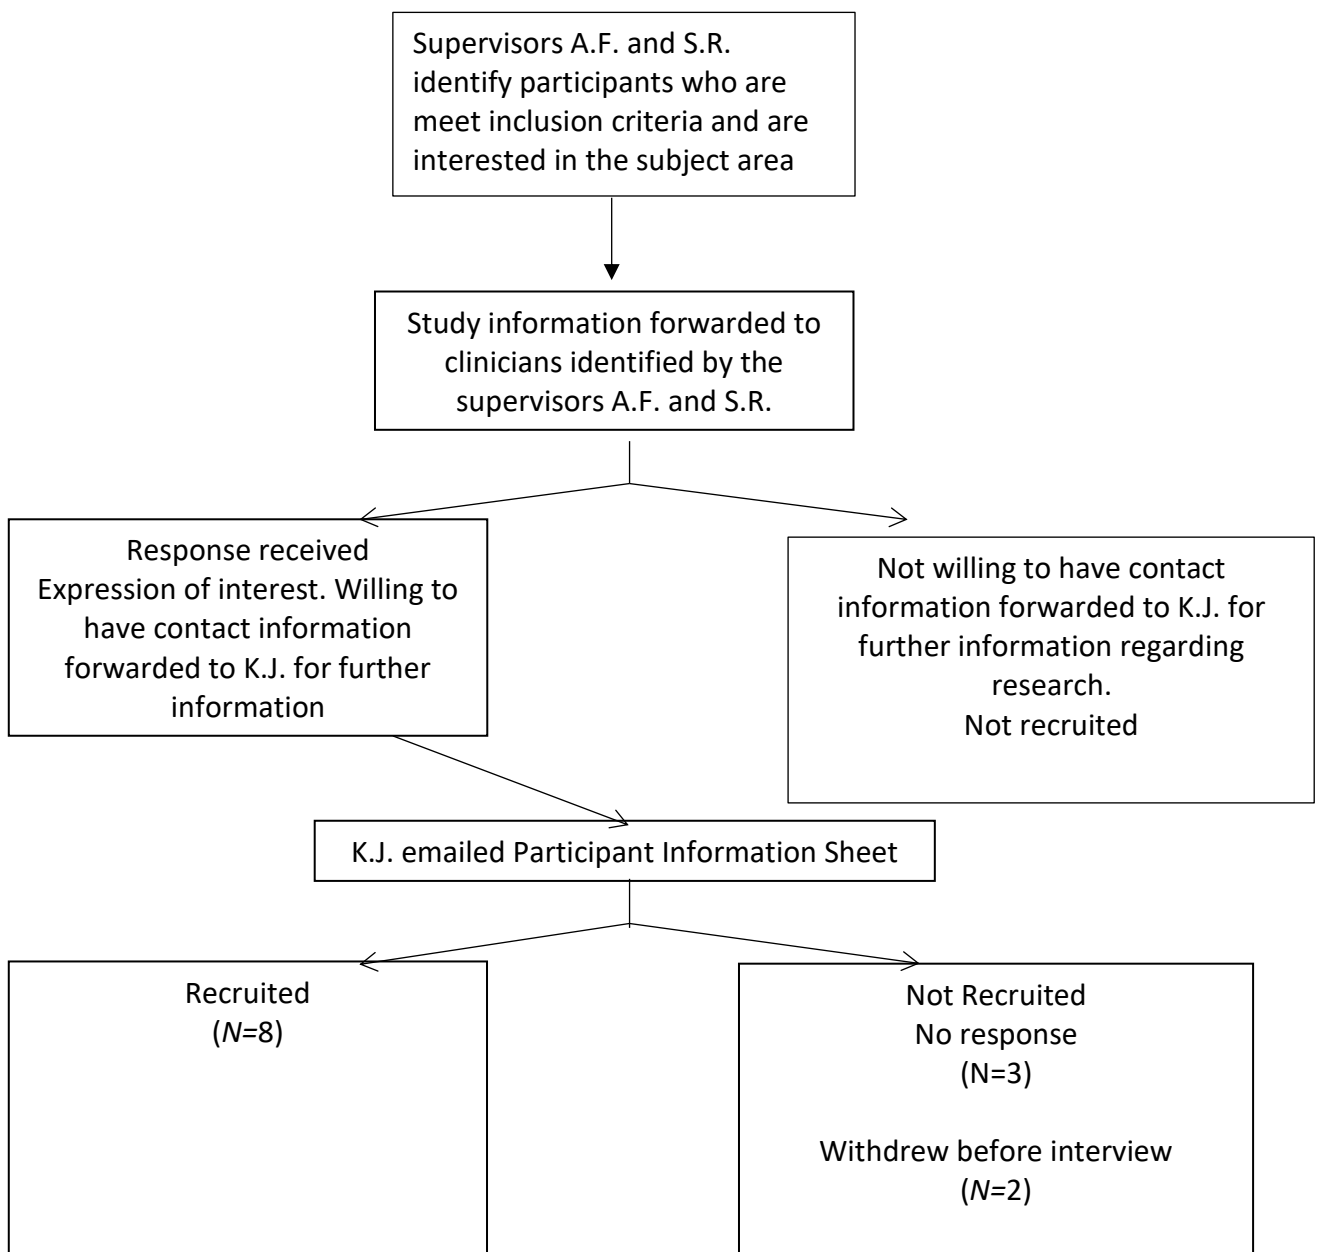 Supervisors A.F. and S.R.
identify participants who are
meet inclusion criteria and are
interested in the subject area
Study information forwarded to
clinicians identified by the
supervisors A.F. and S.R.
Response received
Expression of interest. Willing to
have contact information
forwarded to K.J. for further
information
Not willing to have contact
information forwarded to K.J. for
further information regarding
research.
Not recruited
K.J. emailed Participant Information Sheet
Recruited
(N=8)
Not Recruited
No response
(N=3)
Withdrew before interview
(N=2)